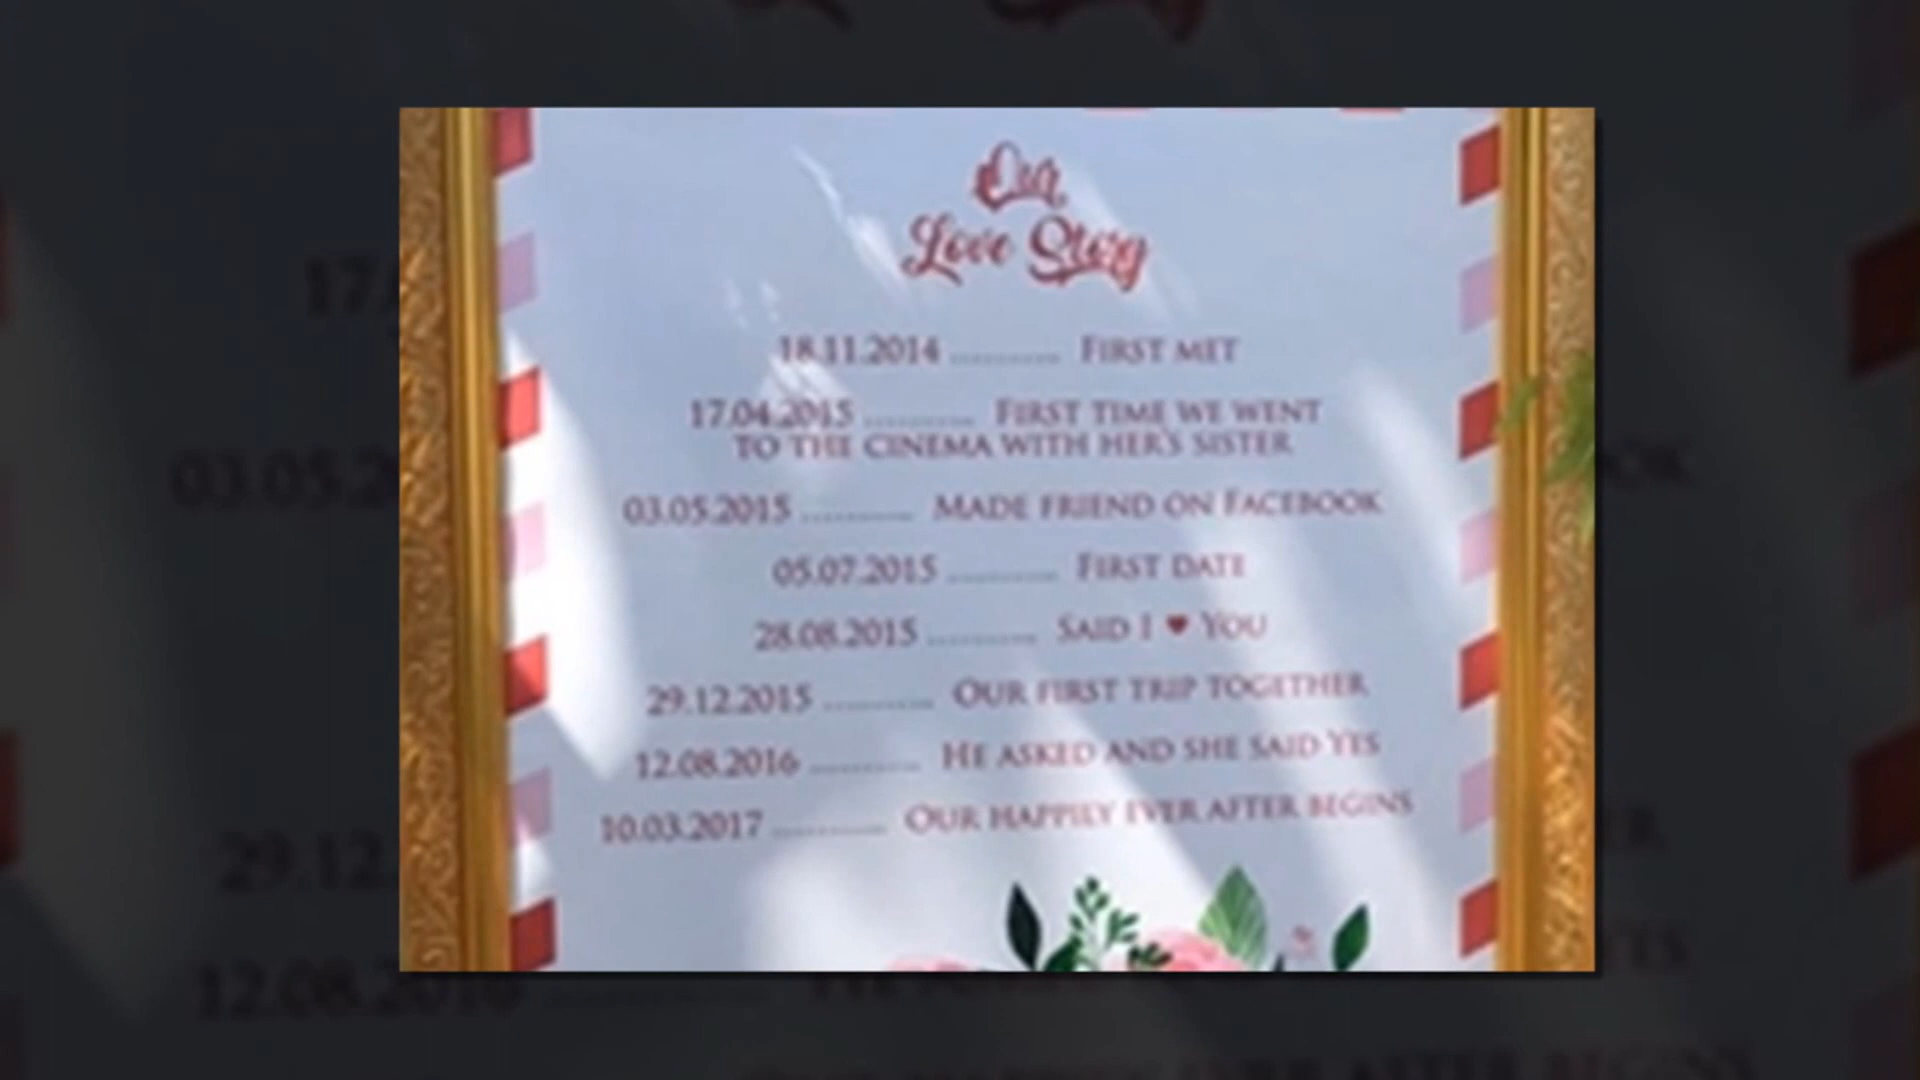 Our
Love Story
18.11.2014 .......... FIRST MET
17.04.2015 .......... FIRST TIME WE WENT
TO THE CINEMA WITH HER'S SISTER
03.05.2015 .......... MADE FRIEND ON FACEBOOK
05.07.2015 .......... FIRST DATE
28.08.2015 .......... SAID I ♥ YOU
29.12.2015 .......... OUR FIRST TRIP TOGETHER
12.08.2016 .......... HE ASKED AND SHE SAID YES
10.03.2017 .......... OUR HAPPILY EVER AFTER BEGINS